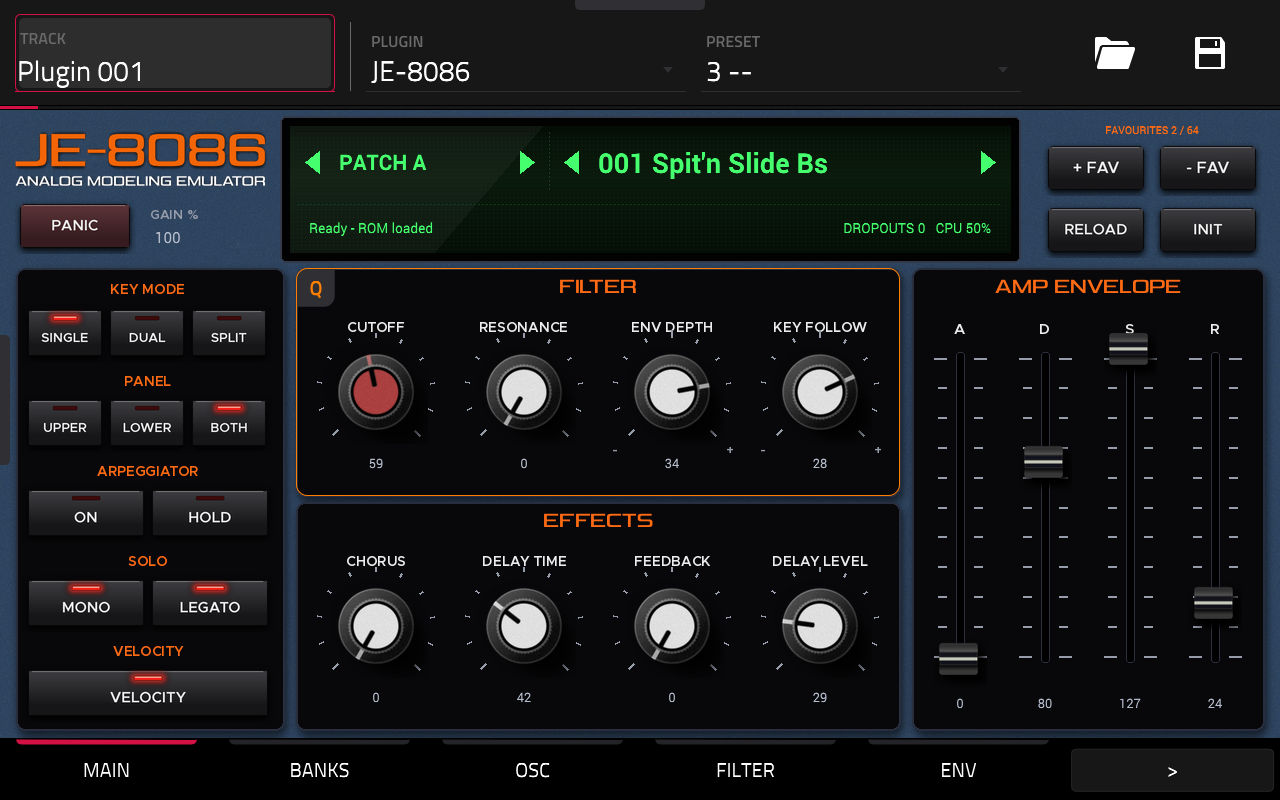 TRACK
Plugin 001
PLUGIN
JE-8086
PRESET
3 --
JE-8086
ANALOG MODELING EMULATOR
PANIC
GAIN %
100
PATCH A
001 Spit'n Slide Bs
Ready - ROM loaded
DROPOUTS 0 CPU 50%
FAVOURITES 2 / 64
+ FAV
- FAV
RELOAD
INIT
KEY MODE
SINGLE
DUAL
SPLIT
PANEL
UPPER
LOWER
BOTH
ARPEGGIATOR
ON
HOLD
SOLO
MONO
LEGATO
VELOCITY
VELOCITY
Q
FILTER
CUTOFF
RESONANCE
ENV DEPTH
KEY FOLLOW
- +
- +
59
0
34
28
EFFECTS
CHORUS
DELAY TIME
FEEDBACK
DELAY LEVEL
0
42
0
29
AMP ENVELOPE
A
D
S
R
0
80
127
24
MAIN
BANKS
OSC
FILTER
ENV
>